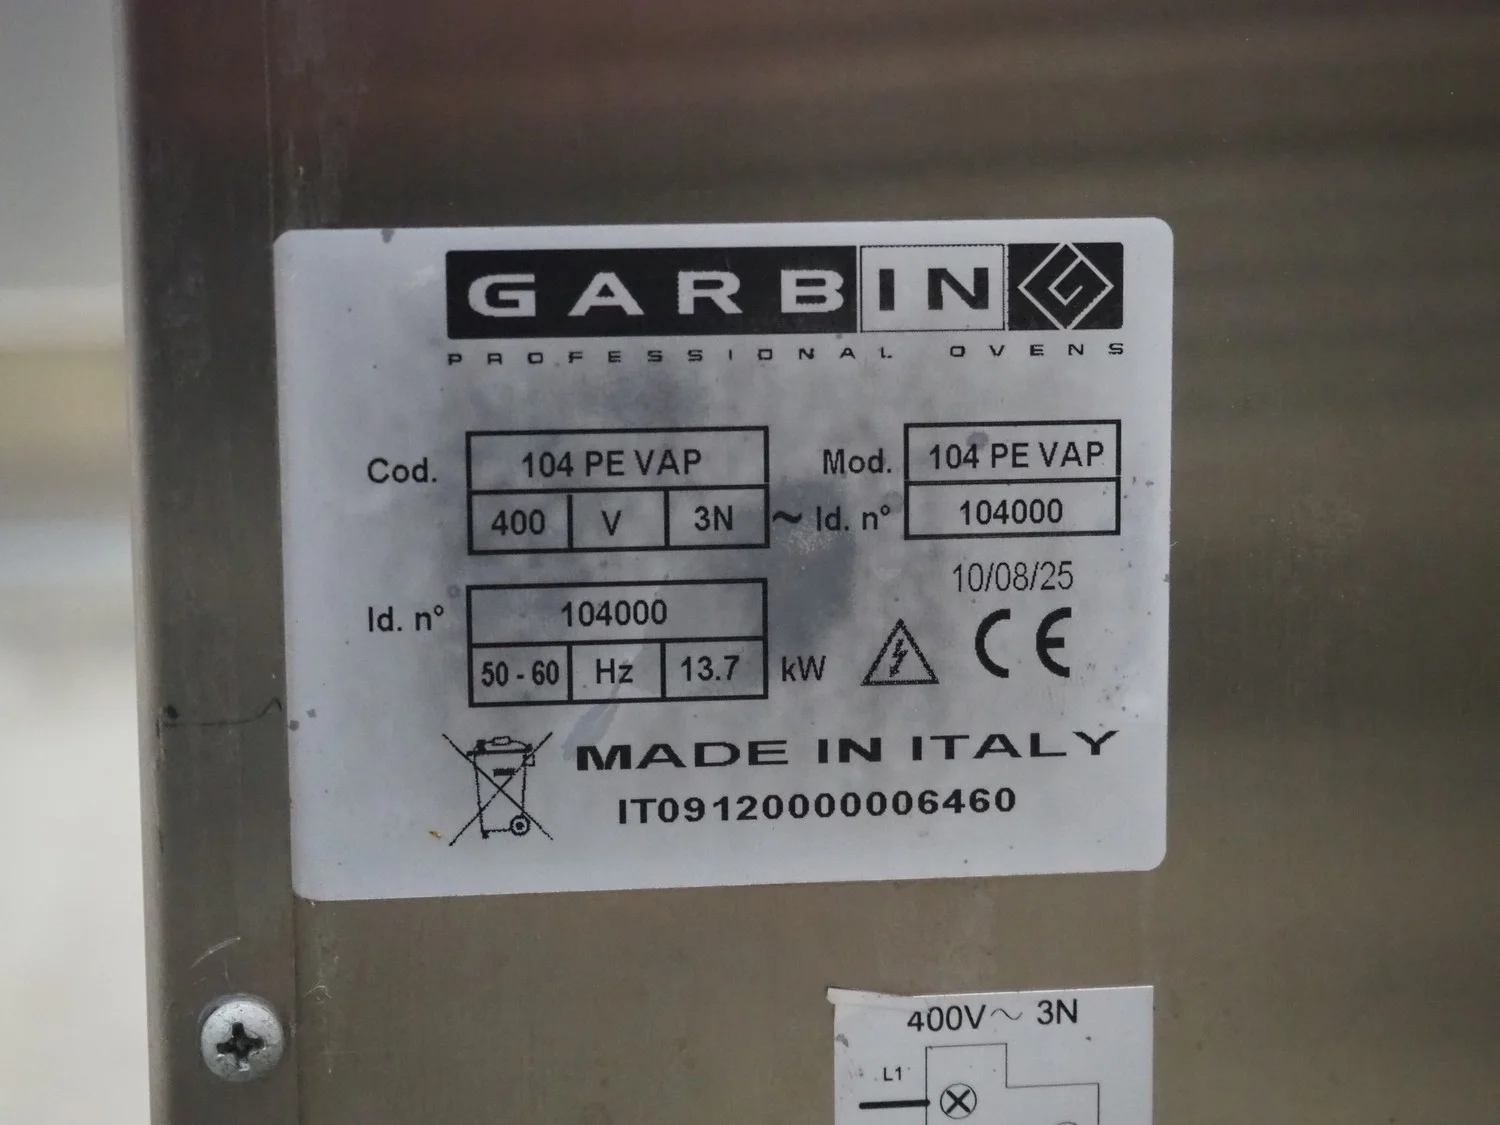 GARBIN
PROFESSIONAL OVENS
Cod. 104 PE VAP Mod. 104 PE VAP
400 V 3N ~ Id. n° 104000
10/08/25
Id. n° 104000
50 - 60 Hz 13.7 kW CE
MADE IN ITALY
IT09120000006460
400V ~ 3N
L1